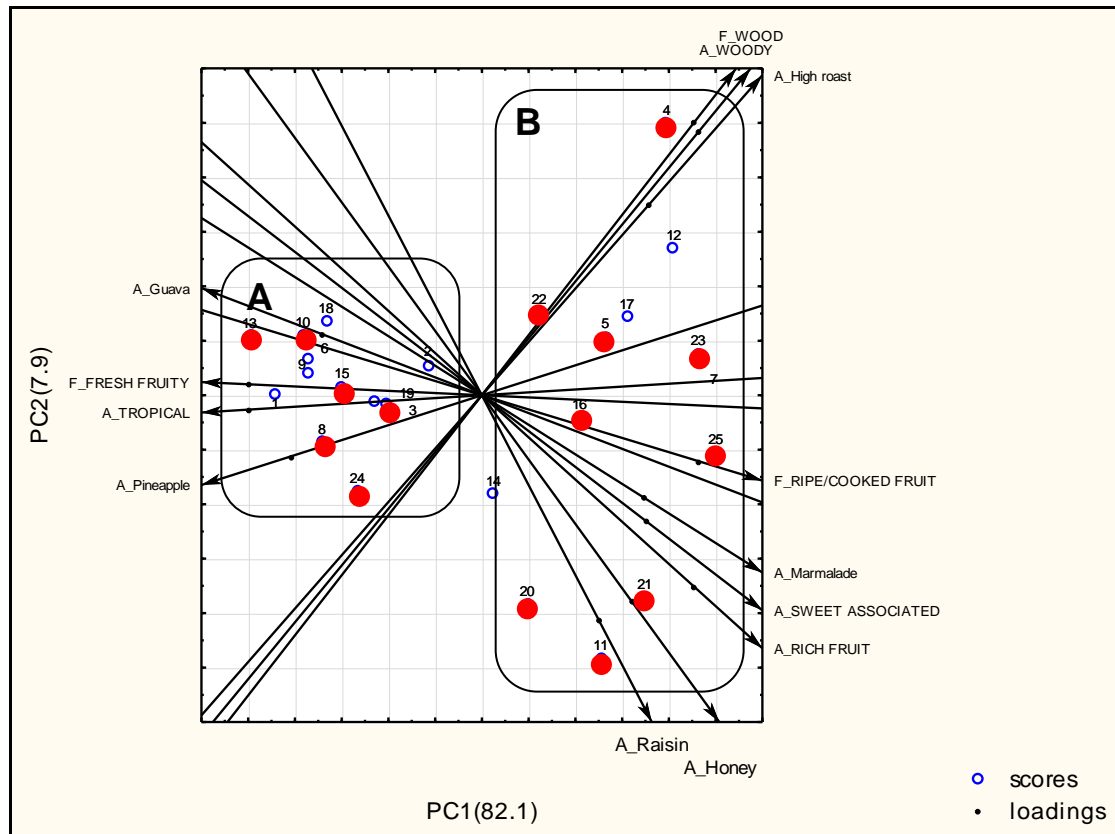 F_WOOD
A_WOODY
A_High roast
B
4
12
A_Guava
A
18
22
17
13
10
5
6
23
2
9
7
F_FRESH FRUITY
15
19
A_TROPICAL
1
3
16
8
25
A_Pineapple
24
14
F_RIPE/COOKED FRUIT
A_Marmalade
20
21
A_SWEET ASSOCIATED
11
A_RICH FRUIT
A_Raisin
A_Honey
PC2(7.9)
PC1(82.1)
scores
loadings